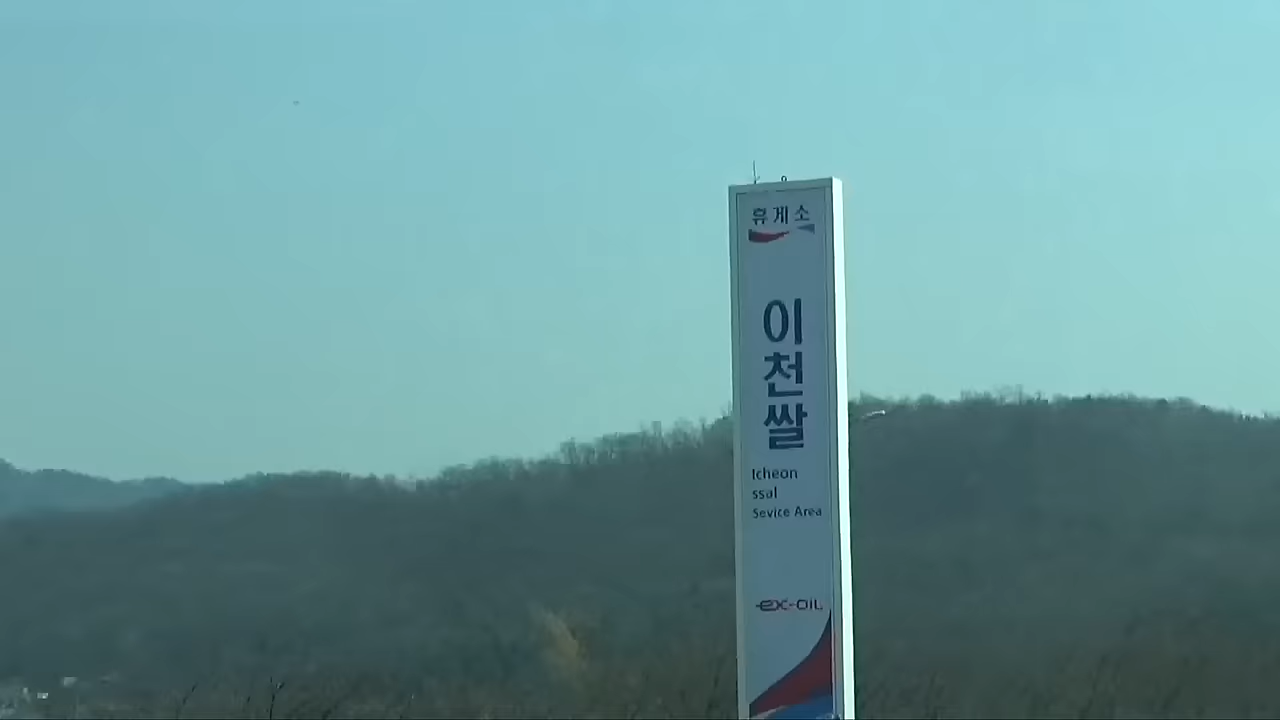 휴게소
이천쌀
Icheon
ssal
Sevice Area
ex-OIL